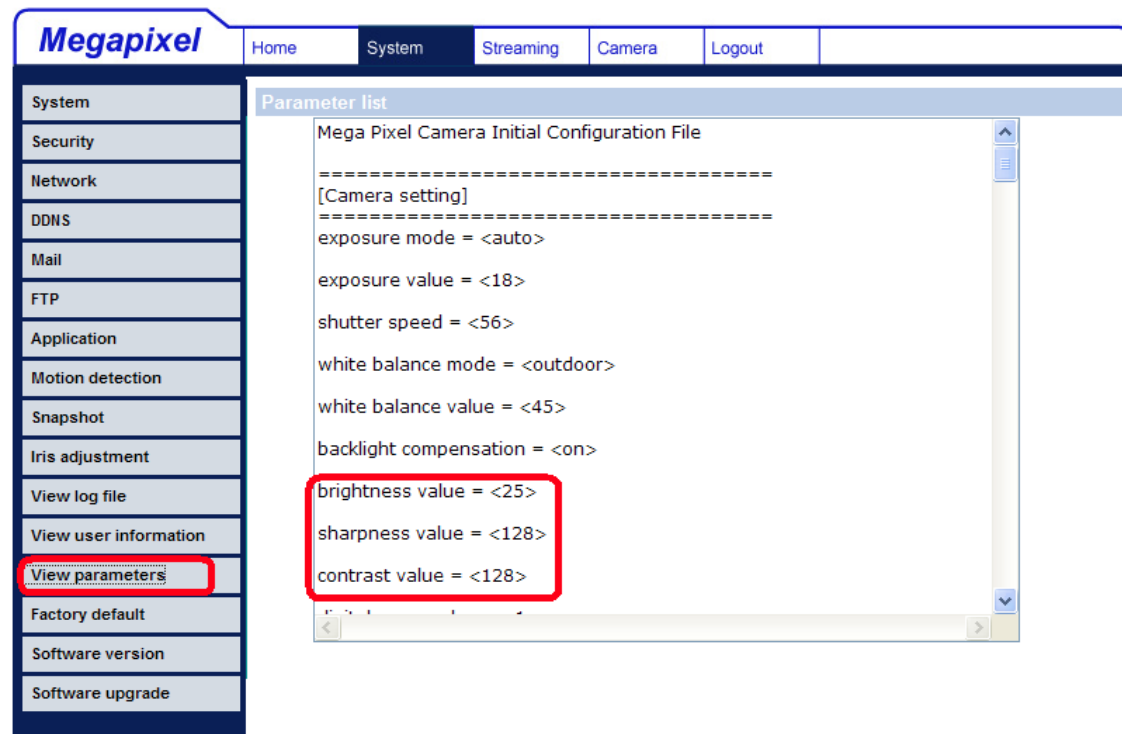 Megapixel
Home
System
Streaming
Camera
Logout
System
Security
Network
DDNS
Mail
FTP
Application
Motion detection
Snapshot
Iris adjustment
View log file
View user information
View parameters
Factory default
Software version
Software upgrade
Parameter list
Mega Pixel Camera Initial Configuration File
====================================
[Camera setting]
====================================
exposure mode = <auto>
exposure value = <18>
shutter speed = <56>
white balance mode = <outdoor>
white balance value = <45>
backlight compensation = <on>
brightness value = <25>
sharpness value = <128>
contrast value = <128>